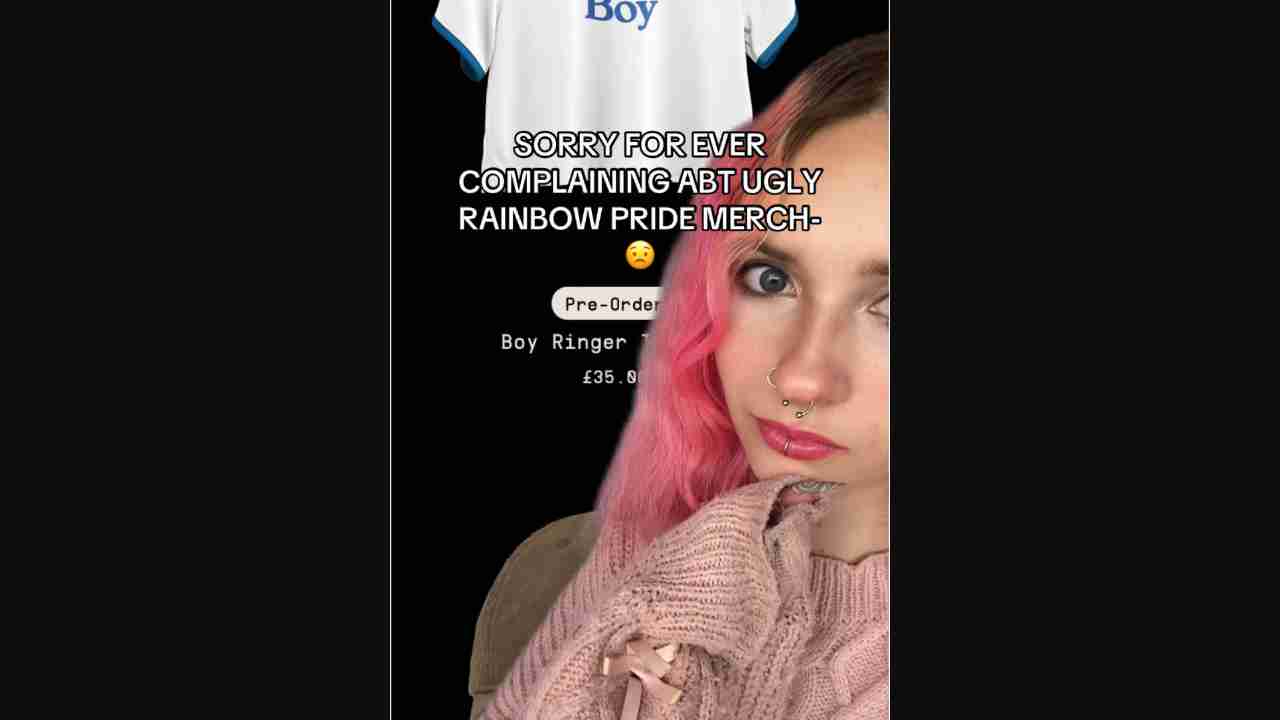 Boy
SORRY FOR EVER
COMPLAINING ABT UGLY
RAINBOW PRIDE MERCH-
Pre-Order
Boy Ringer
£35.0